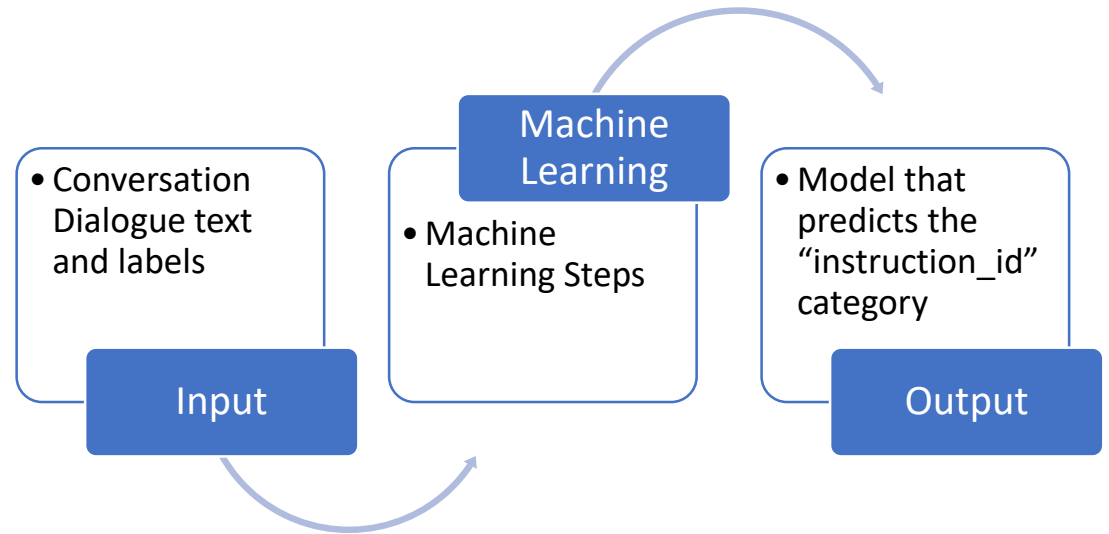 • Conversation
Dialogue text
and labels
Input
Machine
Learning
• Machine
Learning Steps
• Model that
predicts the
“instruction_id”
category
Output